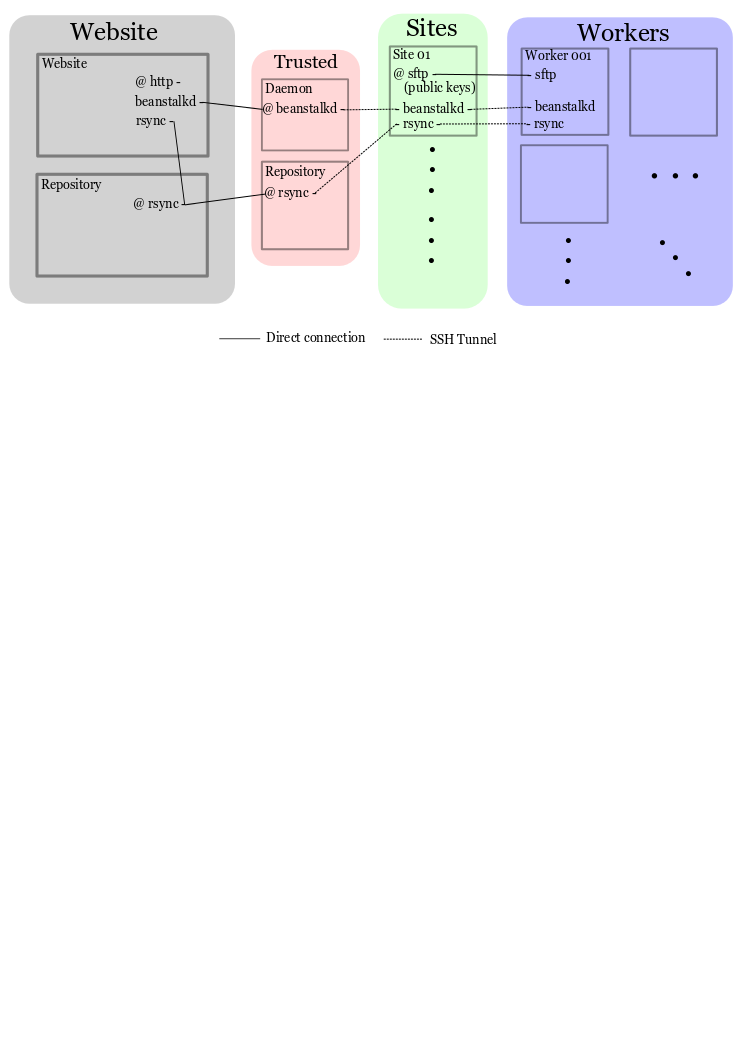 Website
Website
@ http -
beanstalkd
rsync
Repository
@ rsync
Trusted
Daemon
@ beanstalkd
Repository
@ rsync
Sites
Site 01
@ sftp
(public keys)
beanstalkd
rsync
Workers
Worker 001
sftp
beanstalkd
rsync
Direct connection
SSH Tunnel